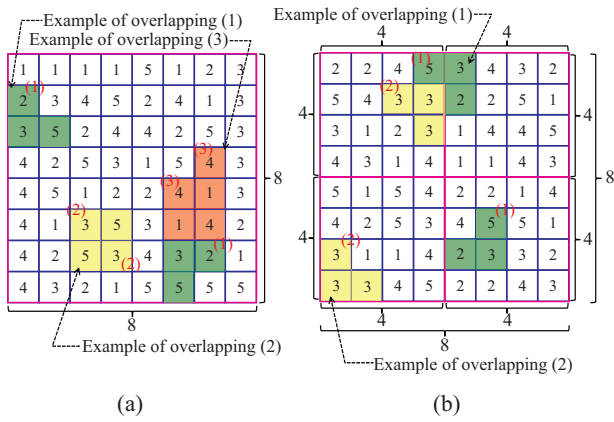 Example of overlapping (1)
Example of overlapping (3)
1 1 1 1 5 1 2 3
(1)
2 3 4 5 2 4 1 3
3 5 2 4 4 2 5 3
(3)
4 2 5 3 1 5 4 3
(3)
4 5 1 2 2 4 1 3
(2)
4 1 3 5 3 1 4 2
(1)
4 2 5 3 4 3 2 1
(2)
4 3 2 1 5 5 5 5
8
8
Example of overlapping (2)
(a)
Example of overlapping (1)
4 4
(1)
2 2 4 5 3 4 3 2
(2)
5 4 3 3 2 2 5 1
4 4
3 1 2 3 1 4 4 5
4 3 1 3 1 1 4 3
8
5 1 5 4 2 2 1 4
(1)
4 2 5 3 4 5 5 1
4 4
(2)
3 1 1 4 2 3 3 2
3 3 4 5 2 2 4 3
4 4
8
Example of overlapping (2)
(b)